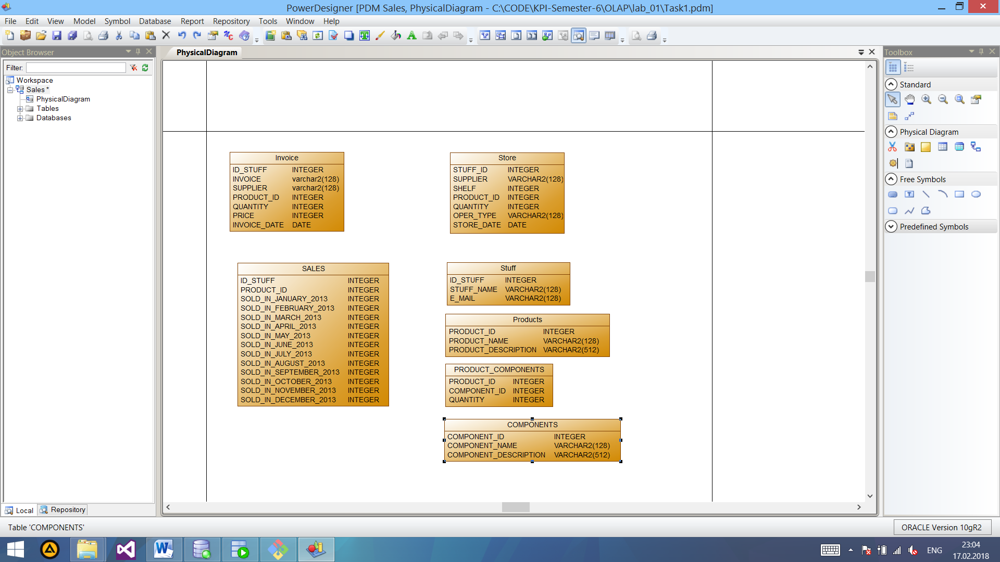 PowerDesigner [PDM Sales, PhysicalDiagram - C:\CODE\KPI-Semester-6\OLAP\lab_01\Task1.pdm]
File Edit View Model Symbol Database Report Repository Tools Window Help
Object Browser
Filter:
Workspace
Sales *
PhysicalDiagram
Tables
Databases
Local Repository
PhysicalDiagram
Invoice
ID_STUFF INTEGER
INVOICE varchar2(128)
SUPPLIER varchar2(128)
PRODUCT_ID INTEGER
QUANTITY INTEGER
PRICE INTEGER
INVOICE_DATE DATE
Store
STUFF_ID INTEGER
SUPPLIER VARCHAR2(128)
SHELF INTEGER
PRODUCT_ID INTEGER
QUANTITY INTEGER
OPER_TYPE VARCHAR2(128)
STORE_DATE DATE
SALES
ID_STUFF INTEGER
PRODUCT_ID INTEGER
SOLD_IN_JANUARY_2013 INTEGER
SOLD_IN_FEBRUARY_2013 INTEGER
SOLD_IN_MARCH_2013 INTEGER
SOLD_IN_APRIL_2013 INTEGER
SOLD_IN_MAY_2013 INTEGER
SOLD_IN_JUNE_2013 INTEGER
SOLD_IN_JULY_2013 INTEGER
SOLD_IN_AUGUST_2013 INTEGER
SOLD_IN_SEPTEMBER_2013 INTEGER
SOLD_IN_OCTOBER_2013 INTEGER
SOLD_IN_NOVEMBER_2013 INTEGER
SOLD_IN_DECEMBER_2013 INTEGER
Stuff
ID_STUFF INTEGER
STUFF_NAME VARCHAR2(128)
E_MAIL VARCHAR2(128)
Products
PRODUCT_ID INTEGER
PRODUCT_NAME VARCHAR2(128)
PRODUCT_DESCRIPTION VARCHAR2(512)
PRODUCT_COMPONENTS
PRODUCT_ID INTEGER
COMPONENT_ID INTEGER
QUANTITY INTEGER
COMPONENTS
COMPONENT_ID INTEGER
COMPONENT_NAME VARCHAR2(128)
COMPONENT_DESCRIPTION VARCHAR2(512)
Toolbox
Standard
Physical Diagram
Free Symbols
Predefined Symbols
Table 'COMPONENTS'
ORACLE Version 10gR2
ENG
23:04
17.02.2018